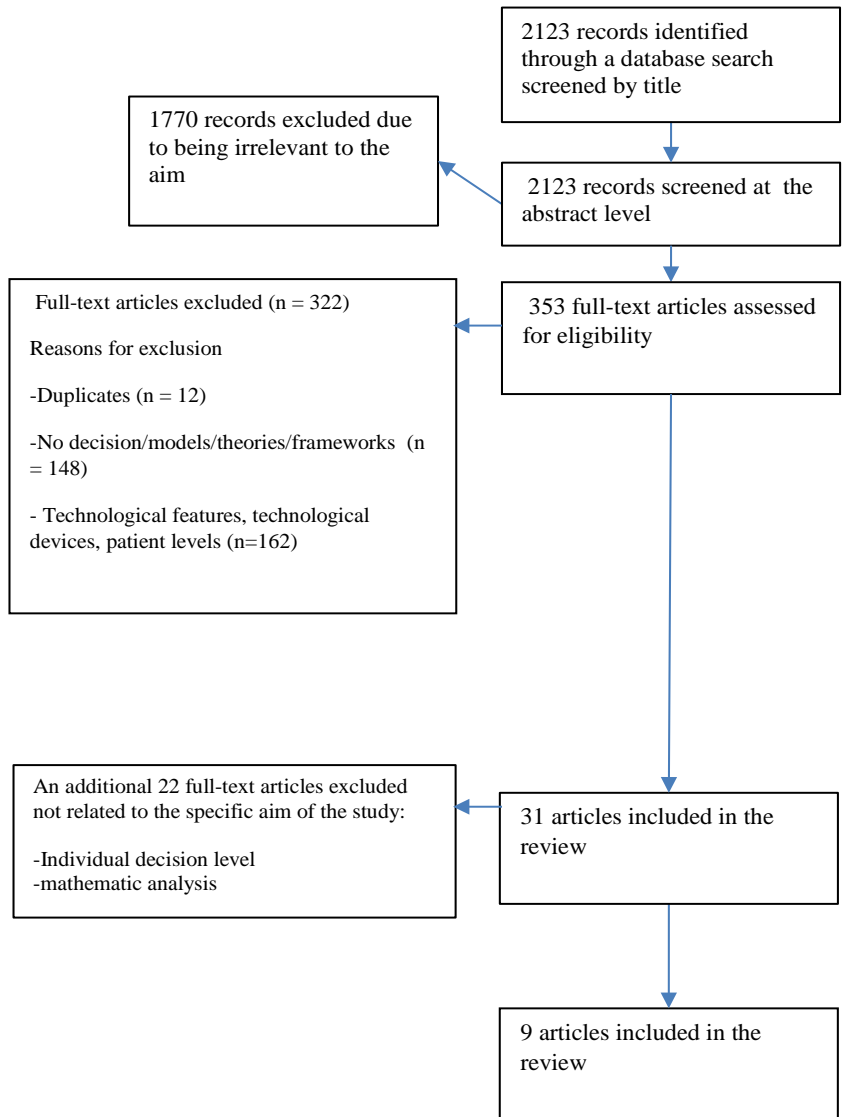 2123 records identified
through a database search
screened by title
1770 records excluded due
to being irrelevant to the
aim
2123 records screened at the
abstract level
Full-text articles excluded (n = 322)
Reasons for exclusion
-Duplicates (n = 12)
-No decision/models/theories/frameworks (n
= 148)
- Technological features, technological
devices, patient levels (n=162)
353 full-text articles assessed
for eligibility
An additional 22 full-text articles excluded
not related to the specific aim of the study:
-Individual decision level
-mathematic analysis
31 articles included in the
review
9 articles included in the
review